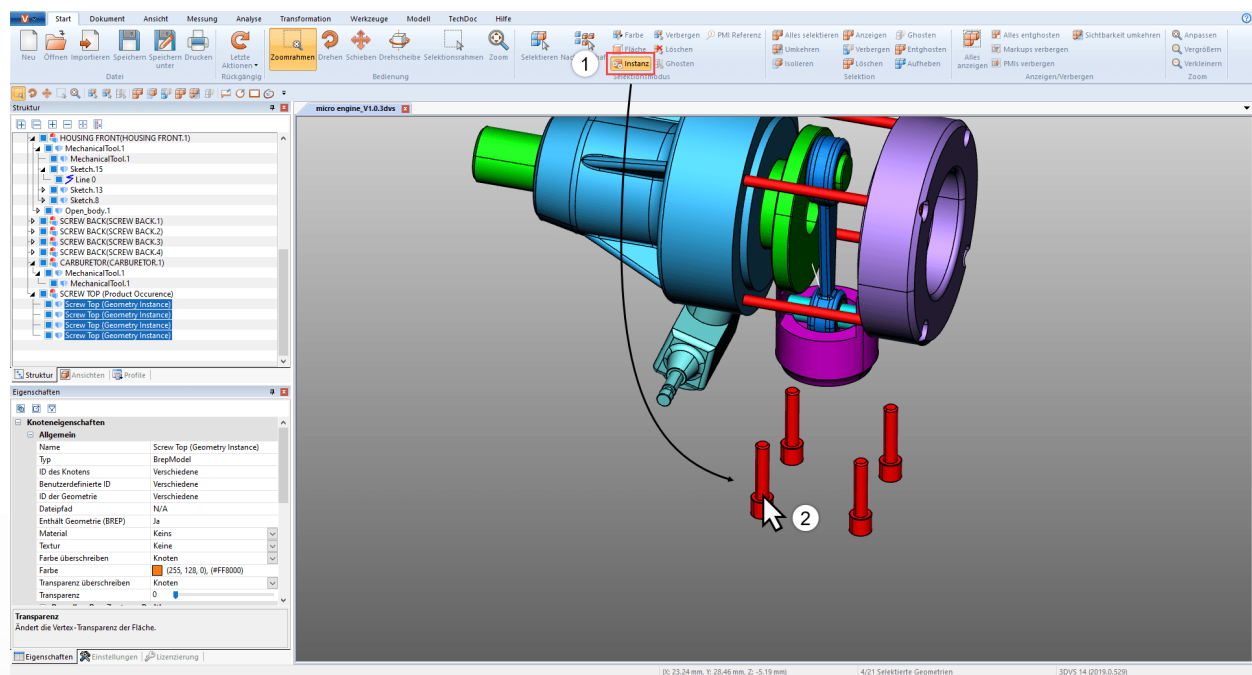 Start Dokument Ansicht Messung Analyse Transformation Werkzeuge Modell TechDoc Hilfe
Neu Öffnen Importieren Speichern Speichern unter Drucken
Datei
Letzte Aktionen
Rückgängig
Zoomrahmen Drehen Schieben Drehscheibe Selektionsrahmen Zoom
Bedienung
Selektieren
1
Farbe Verbergen PMI Referenz
Fläche Löschen
Instanz Ghosten
Selektionsmodus
Alles selektieren Anzeigen Ghosten
Umkehren Verbergen Entghosten
Isolieren Löschen Aufheben
Selektion
Alles anzeigen
Alles entghosten Sichtbarkeit umkehren
Markups verbergen
PMIs verbergen
Anzeigen/Verbergen
Anpassen
Vergrößern
Verkleinern
Zoom
Struktur
micro engine_V1.0.3dvs
HOUSING FRONT(HOUSING FRONT.1)
MechanicalTool.1
MechanicalTool.1
Sketch.15
Line 0
Sketch.13
Sketch.8
Open_body.1
SCREW BACK(SCREW BACK.1)
SCREW BACK(SCREW BACK.2)
SCREW BACK(SCREW BACK.3)
SCREW BACK(SCREW BACK.4)
CARBURETOR(CARBURETOR.1)
MechanicalTool.1
MechanicalTool.1
SCREW TOP (Product Occurence)
Screw Top (Geometry Instance)
Screw Top (Geometry Instance)
Screw Top (Geometry Instance)
Screw Top (Geometry Instance)
Struktur Ansichten Profile
Eigenschaften
Knoteneigenschaften
Allgemein
Name Screw Top (Geometry Instance)
Typ BrepModel
ID des Knotens Verschiedene
Benutzerdefinierte ID Verschiedene
ID der Geometrie Verschiedene
Dateipfad N/A
Enthält Geometrie (BREP) Ja
Material Keins
Textur Keine
Farbe überschreiben Knoten
Farbe (255, 128, 0), (#FF8000)
Transparenz überschreiben Knoten
Transparenz 0
Transparenz
Ändert die Vertex-Transparenz der Fläche.
Eigenschaften Einstellungen Lizenzierung
2
(X: 23.24 mm, Y: 28.46 mm, Z: -5.19 mm) 4/21 Selektierte Geometrien 3DVS 14 (2019.0.529)